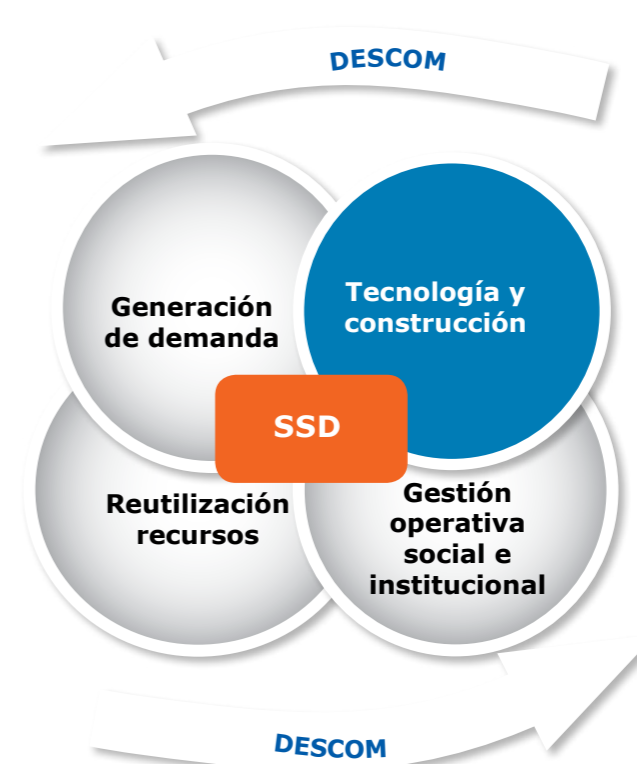 DESCOM
Generación
de demanda
Tecnología y
construcción
SSD
Reutilización
recursos
Gestión
operativa
social e
institucional
DESCOM